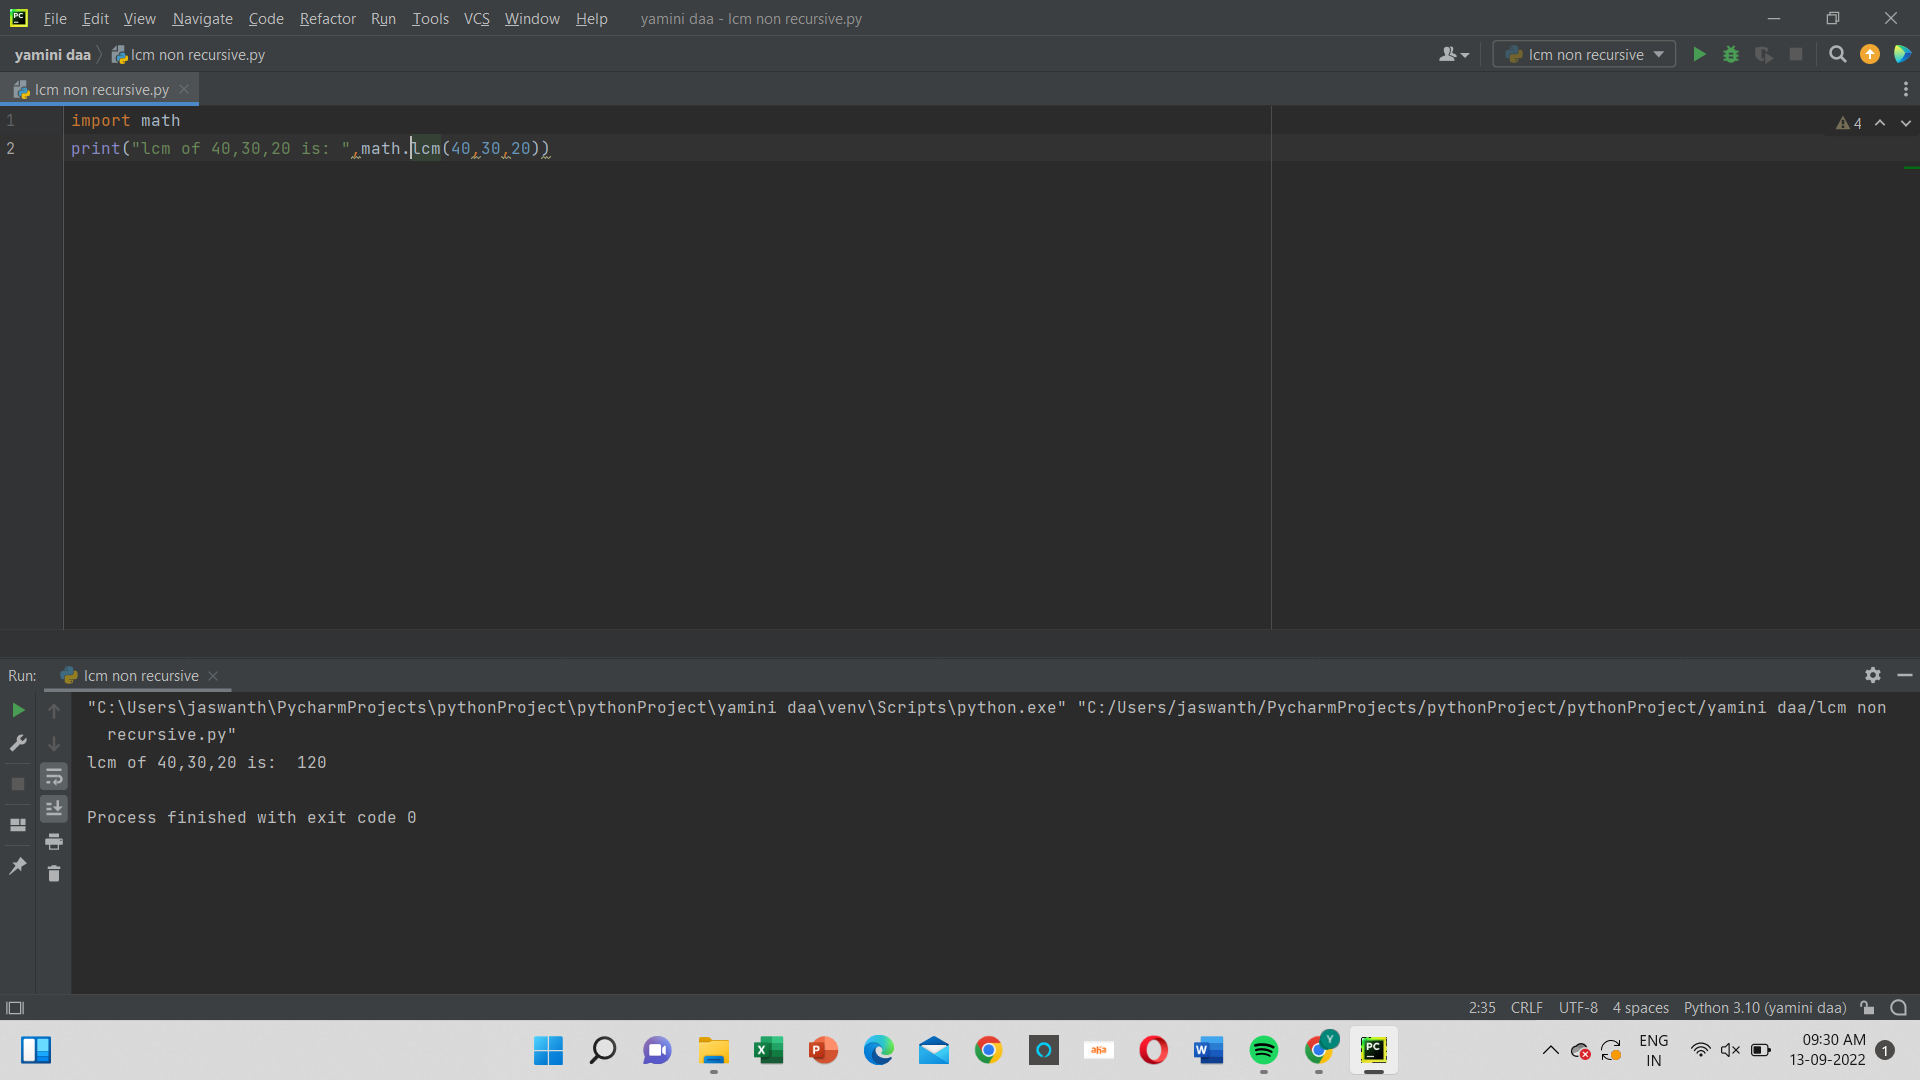 File Edit View Navigate Code Refactor Run Tools VCS Window Help yamini daa - lcm non recursive.py
yamini daa lcm non recursive.py lcm non recursive
lcm non recursive.py
1 import math 4
2 print("lcm of 40,30,20 is: ",math.lcm(40,30,20))
Run: lcm non recursive
"C:\Users\jaswanth\PycharmProjects\pythonProject\pythonProject\yamini daa\venv\Scripts\python.exe" "C:/Users/jaswanth/PycharmProjects/pythonProject/pythonProject/yamini daa/lcm non
recursive.py"
lcm of 40,30,20 is:  120
Process finished with exit code 0
2:35 CRLF UTF-8 4 spaces Python 3.10 (yamini daa)
ENG 09:30 AM
IN 13-09-2022 1
PC
X
P
aha
W
Y
PC